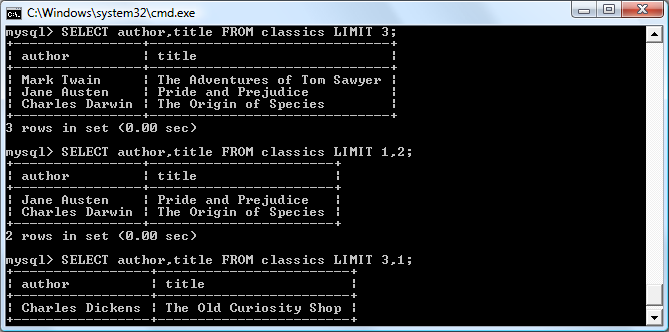 C:\Windows\system32\cmd.exe
mysql> SELECT author,title FROM classics LIMIT 3;
+----------------+------------------------------+
| author         | title                        |
+----------------+------------------------------+
| Mark Twain     | The Adventures of Tom Sawyer |
| Jane Austen    | Pride and Prejudice          |
| Charles Darwin | The Origin of Species        |
+----------------+------------------------------+
3 rows in set (0.00 sec)
mysql> SELECT author,title FROM classics LIMIT 1,2;
+----------------+-----------------------+
| author         | title                 |
+----------------+-----------------------+
| Jane Austen    | Pride and Prejudice   |
| Charles Darwin | The Origin of Species |
+----------------+-----------------------+
2 rows in set (0.00 sec)
mysql> SELECT author,title FROM classics LIMIT 3,1;
+-----------------+------------------------+
| author          | title                  |
+-----------------+------------------------+
| Charles Dickens | The Old Curiosity Shop |
+-----------------+------------------------+